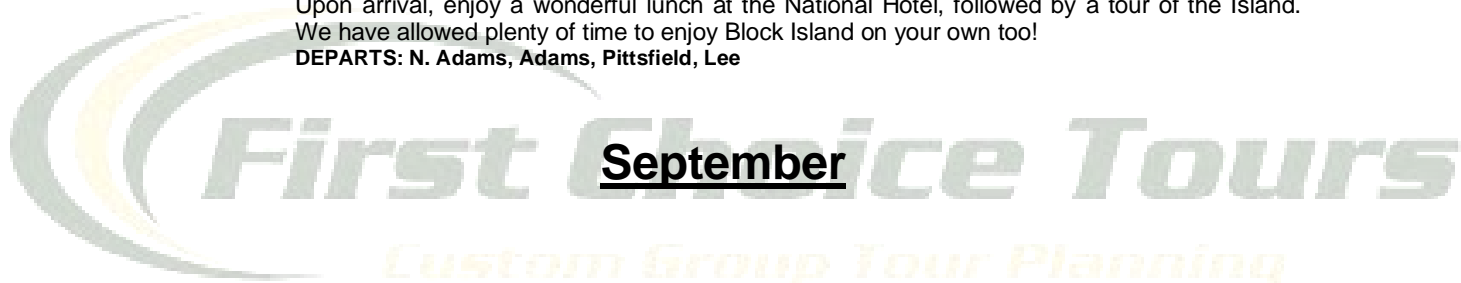 Upon arrival, enjoy a wonderful lunch at the National Hotel, followed by a tour of the Island.
We have allowed plenty of time to enjoy Block Island on your own too!
DEPARTS: N. Adams, Adams, Pittsfield, Lee
First Choice Tours
September
Custom Group Tour Planning